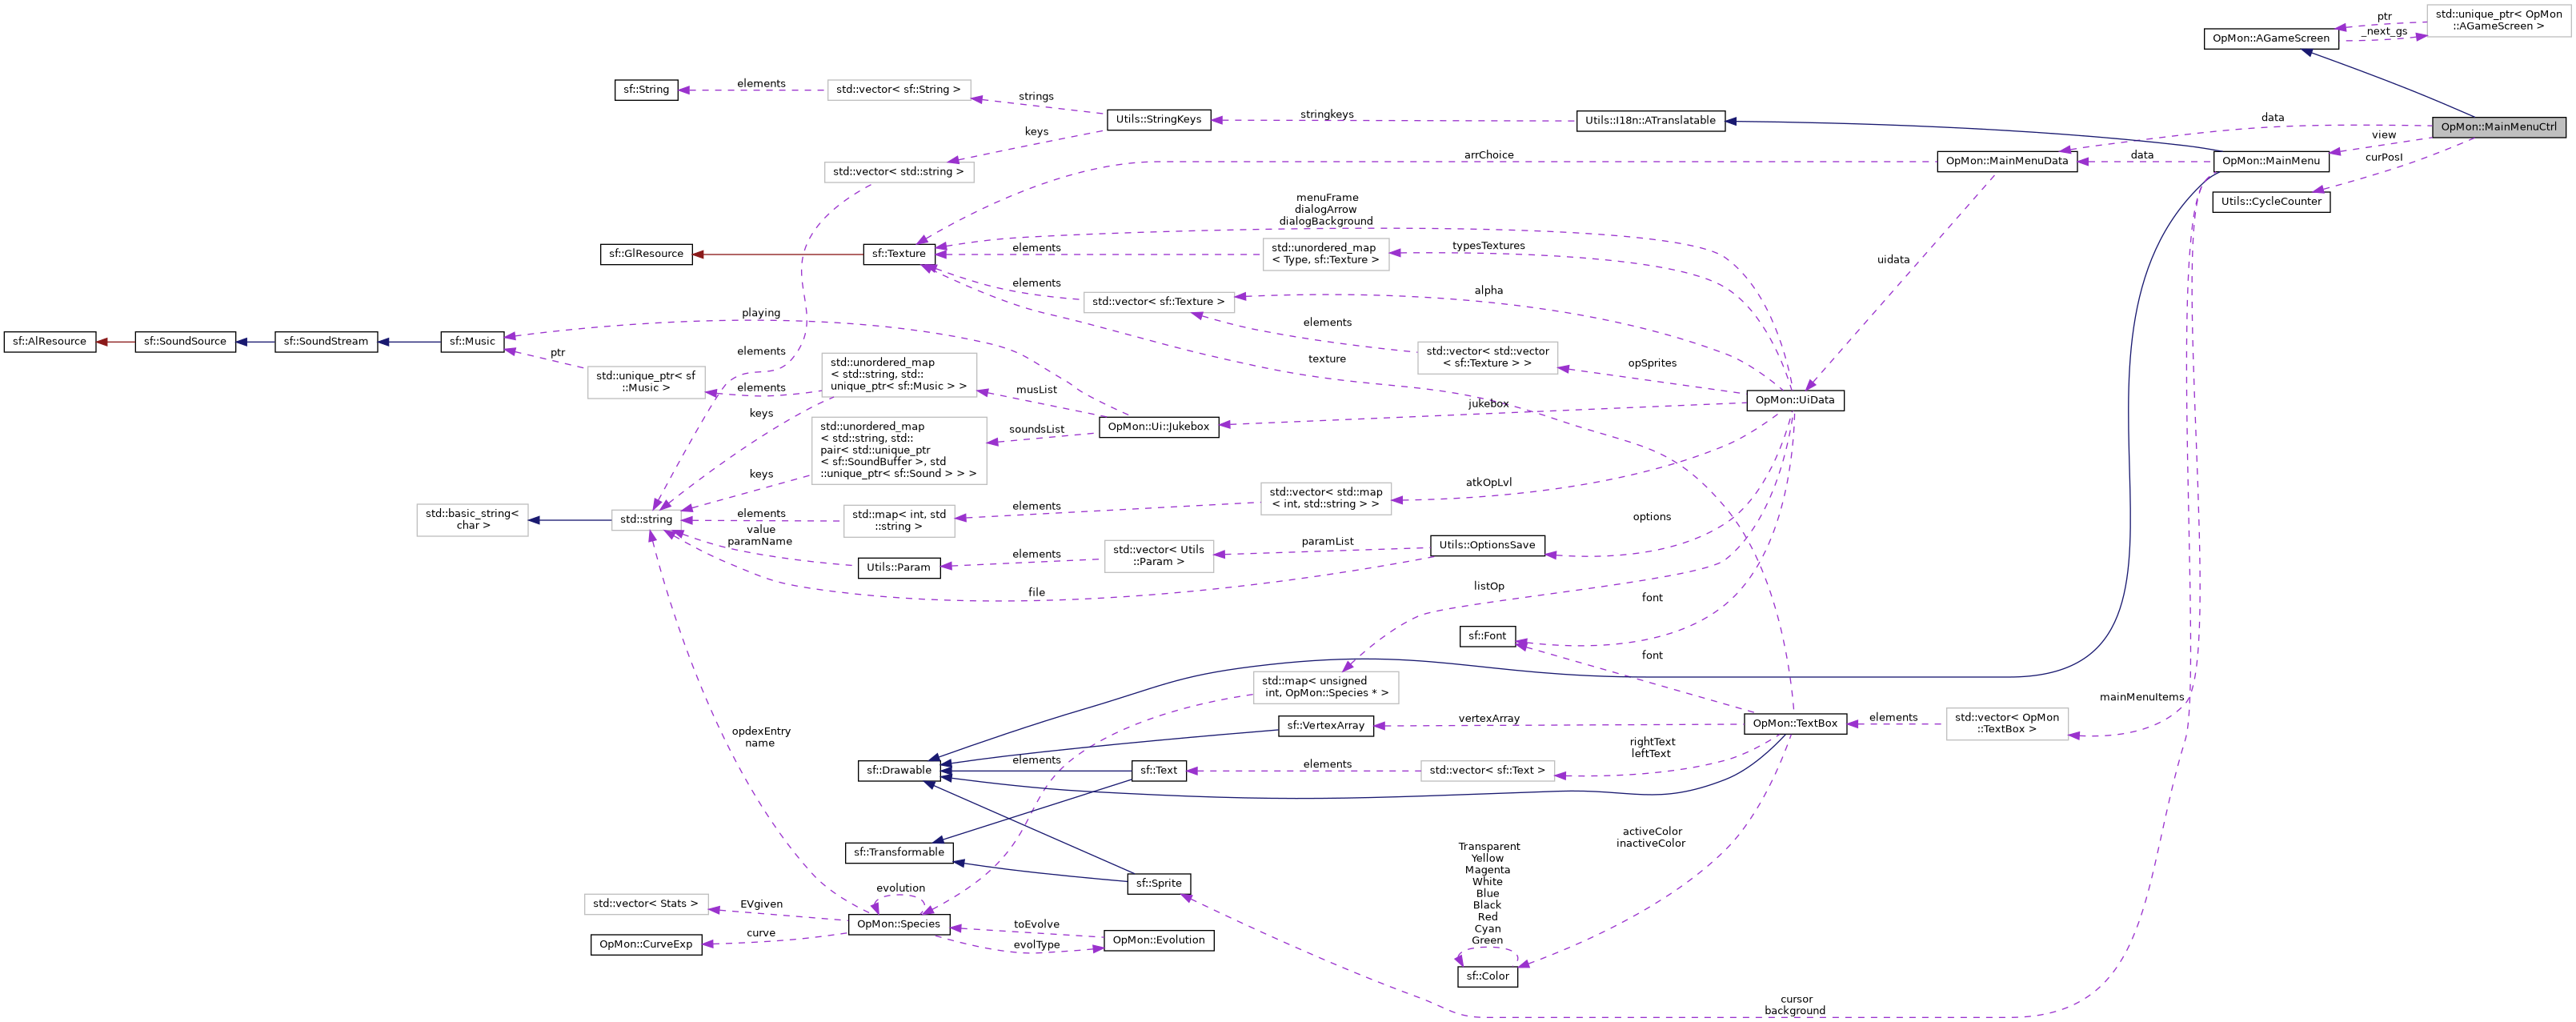 ptr
_next_gs
std::unique_ptr< OpMon
::AGameScreen >
OpMon::AGameScreen
OpMon::MainMenuCtrl
data
view
curPosI
data
OpMon::MainMenuData
OpMon::MainMenu
Utils::CycleCounter
sf::String
elements
std::vector< sf::String >
strings
Utils::StringKeys
stringkeys
Utils::I18n::ATranslatable
keys
std::vector< std::string >
arrChoice
menuFrame
dialogArrow
dialogBackground
uidata
sf::GlResource
sf::Texture
elements
std::unordered_map
< Type, sf::Texture >
typesTextures
elements
std::vector< sf::Texture >
alpha
elements
std::vector< std::vector
< sf::Texture > >
opSprites
texture
playing
sf::AlResource
sf::SoundSource
sf::SoundStream
sf::Music
ptr
std::unique_ptr< sf
::Music >
elements
elements
std::unordered_map
< std::string, std::
unique_ptr< sf::Music > >
musList
jukebox
OpMon::UiData
keys
OpMon::Ui::Jukebox
std::unordered_map
< std::string, std::
pair< std::unique_ptr
< sf::SoundBuffer >, std
::unique_ptr< sf::Sound > > >
soundsList
keys
std::basic_string<
char >
std::string
elements
value
paramName
std::map< int, std
::string >
elements
std::vector< std::map
< int, std::string > >
atkOpLvl
options
Utils::Param
elements
std::vector< Utils
::Param >
paramList
Utils::OptionsSave
file
listOp
font
sf::Font
font
std::map< unsigned
int, OpMon::Species * >
mainMenuItems
sf::VertexArray
vertexArray
OpMon::TextBox
elements
std::vector< OpMon
::TextBox >
opdexEntry
name
rightText
leftText
sf::Drawable
elements
sf::Text
elements
std::vector< sf::Text >
sf::Transformable
activeColor
inactiveColor
sf::Sprite
Transparent
Yellow
Magenta
White
Blue
Black
Red
Cyan
Green
sf::Color
std::vector< Stats >
EVgiven
evolution
OpMon::Species
OpMon::CurveExp
curve
toEvolve
evolType
OpMon::Evolution
cursor
background